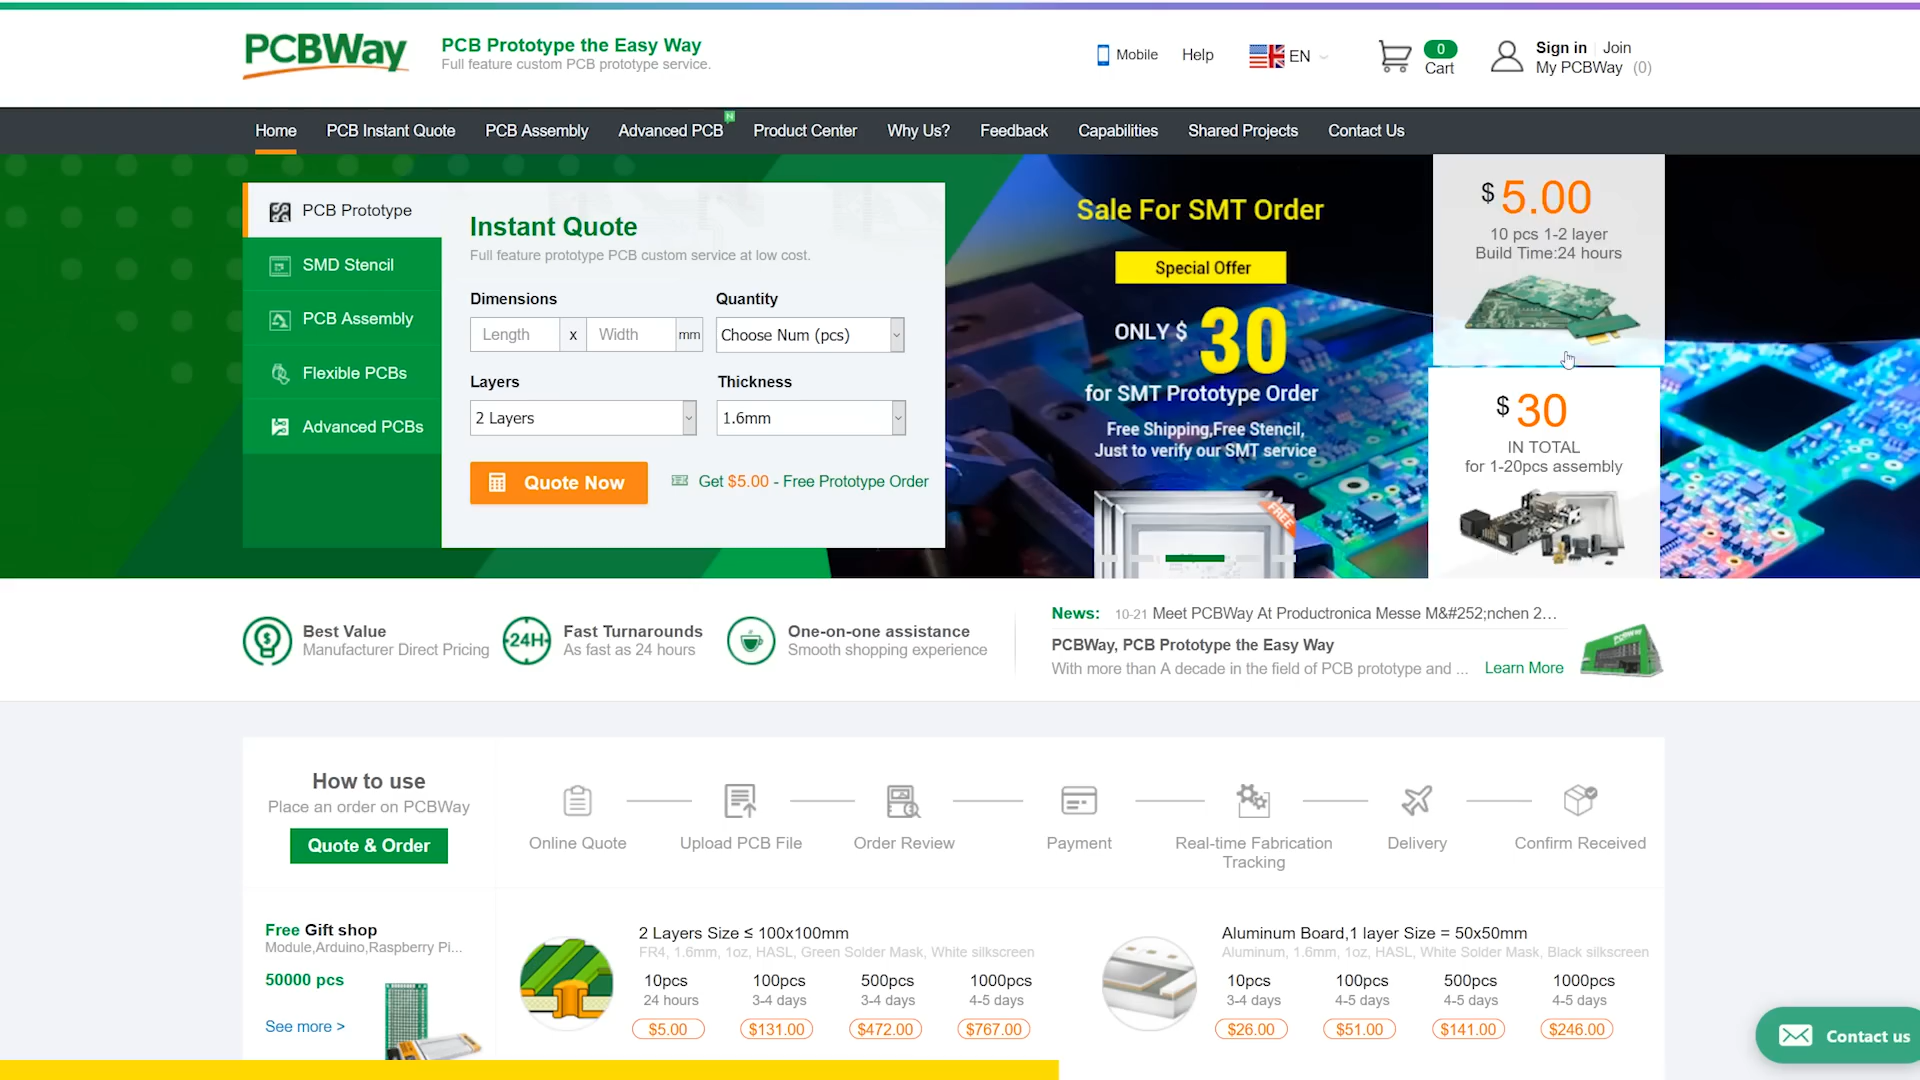 PCBWay
PCB Prototype the Easy Way
Full feature custom PCB prototype service.
Mobile
Help
EN
0
Cart
Sign in
Join
My PCBWay (0)
Home
PCB Instant Quote
PCB Assembly
Advanced PCB
N
Product Center
Why Us?
Feedback
Capabilities
Shared Projects
Contact Us
PCB Prototype
SMD Stencil
PCB Assembly
Flexible PCBs
Advanced PCBs
Instant Quote
Full feature prototype PCB custom service at low cost.
Dimensions
Quantity
Length x Width mm
Choose Num (pcs)
Layers
Thickness
2 Layers
1.6mm
Quote Now
Get $5.00 - Free Prototype Order
Sale For SMT Order
Special Offer
ONLY $ 30
for SMT Prototype Order
Free Shipping,Free Stencil,
Just to verify our SMT service
FREE
$ 5.00
10 pcs 1-2 layer
Build Time:24 hours
$ 30
IN TOTAL
for 1-20pcs assembly
Best Value
Manufacturer Direct Pricing
24H
Fast Turnarounds
As fast as 24 hours
One-on-one assistance
Smooth shopping experience
News: 10-21 Meet PCBWay At Productronica Messe M&#252;nchen 2...
PCBWay, PCB Prototype the Easy Way
With more than A decade in the field of PCB prototype and ... Learn More
PCBWay
How to use
Place an order on PCBWay
Quote & Order
Online Quote
Upload PCB File
Order Review
Payment
Real-time Fabrication
Tracking
Delivery
Confirm Received
Free Gift shop
Module,Arduino,Raspberry Pi...
50000 pcs
See more >
2 Layers Size ≤ 100x100mm
FR4, 1.6mm, 1oz, HASL, Green Solder Mask, White silkscreen
10pcs 100pcs 500pcs 1000pcs
24 hours 3-4 days 3-4 days 4-5 days
$5.00 $131.00 $472.00 $767.00
Aluminum Board,1 layer Size = 50x50mm
Aluminum, 1.6mm, 1oz, HASL, White Solder Mask, Black silkscreen
10pcs 100pcs 500pcs 1000pcs
3-4 days 4-5 days 4-5 days 4-5 days
$26.00 $51.00 $141.00 $246.00
Contact us